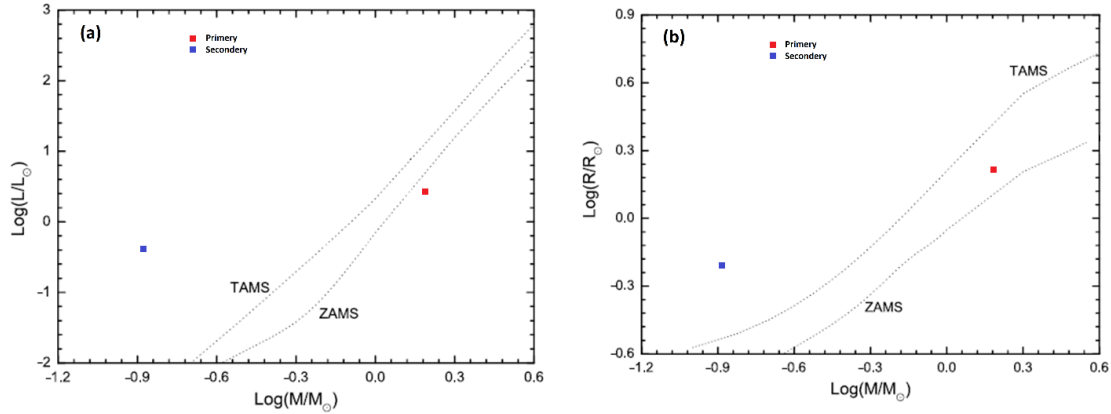 (a)
Primery
Secondery
3
2
1
0
−1
−2
Log(L/L☉)
TAMS
ZAMS
−1.2 −0.9 −0.6 −0.3 0.0 0.3 0.6
Log(M/M☉)
(b)
Primery
Secondery
0.9
0.6
0.3
0.0
−0.3
−0.6
Log(R/R☉)
TAMS
ZAMS
−1.2 −0.9 −0.6 −0.3 0.0 0.3 0.6
Log(M/M☉)